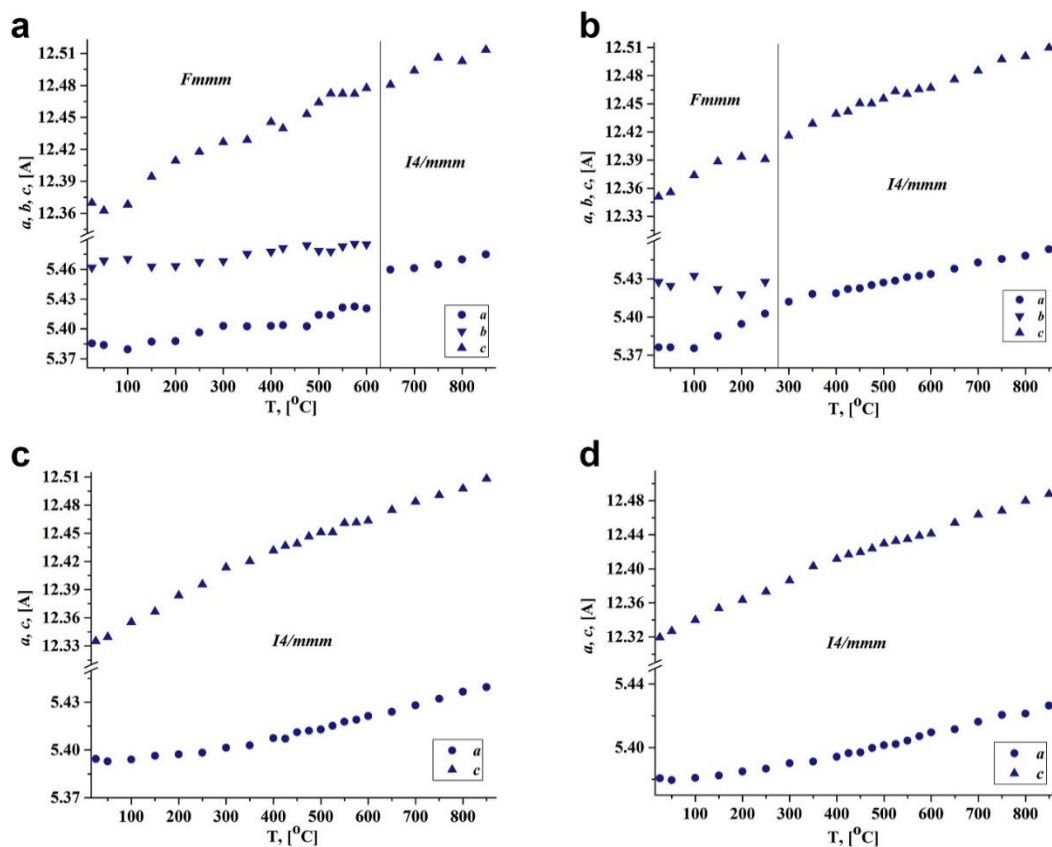 a
12.51
12.48
12.45
12.42
12.39
12.36
5.46
5.43
5.40
5.37
a, b, c, [A]
Fmmm
I4/mmm
a
b
c
100 200 300 400 500 600 700 800
T, [°C]
b
12.51
12.48
12.45
12.42
12.39
12.36
12.33
5.43
5.40
5.37
a, b, c, [A]
Fmmm
I4/mmm
a
b
c
100 200 300 400 500 600 700 800
T, [°C]
c
12.51
12.48
12.45
12.42
12.39
12.36
12.33
5.43
5.40
5.37
a, c, [A]
I4/mmm
a
c
100 200 300 400 500 600 700 800
T, [°C]
d
12.48
12.44
12.40
12.36
12.32
5.44
5.40
a, c, [A]
I4/mmm
a
c
100 200 300 400 500 600 700 800
T, [°C]